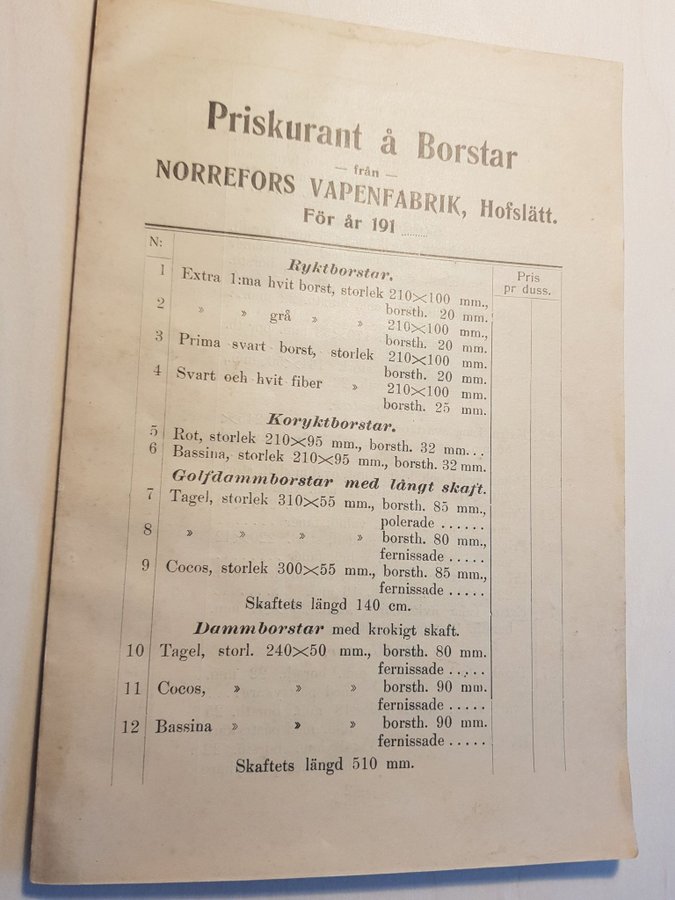 Priskurant å Borstar
— från —
NORREFORS VAPENFABRIK, Hofslätt.
För år 191......
N:
Pris
pr duss.
Ryktborstar.
1 Extra 1:ma hvit borst, storlek 210×100 mm.,
borsth. 20 mm.
2 » » grå » » 210×100 mm.,
borsth. 20 mm.
3 Prima svart borst, storlek 210×100 mm.
borsth. 20 mm.
4 Svart och hvit fiber » 210×100 mm.
borsth. 25 mm.
Koryktborstar.
5 Rot, storlek 210×95 mm., borsth. 32 mm...
6 Bassina, storlek 210×95 mm., borsth. 32 mm.
Golfdammborstar med långt skaft.
7 Tagel, storlek 310×55 mm., borsth. 85 mm.,
polerade ......
8 » » » » borsth. 80 mm.,
fernissade .....
9 Cocos, storlek 300×55 mm., borsth. 85 mm.,
fernissade .....
Skaftets längd 140 cm.
Dammborstar med krokigt skaft.
10 Tagel, storl. 240×50 mm., borsth. 80 mm.
fernissade .....
11 Cocos, » » » borsth. 90 mm.
fernissade .....
12 Bassina » » » borsth. 90 mm.
fernissade .....
Skaftets längd 510 mm.